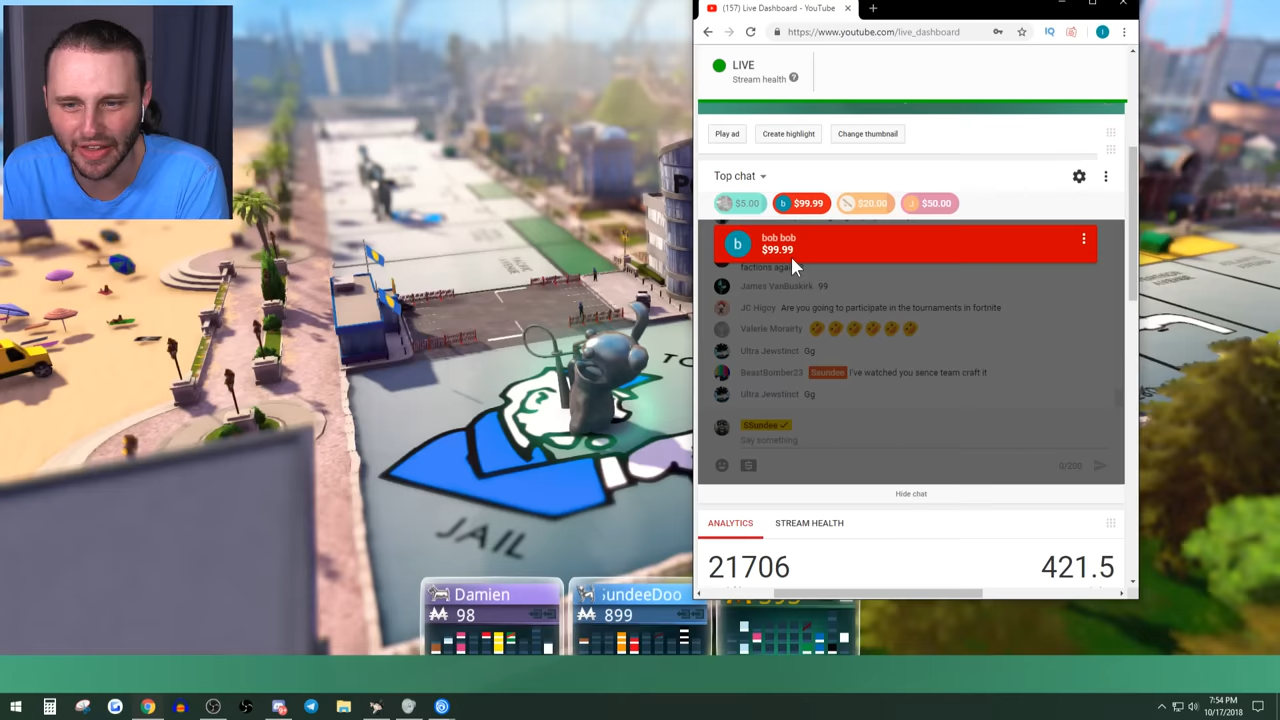 (157) Live Dashboard - YouTube
https://www.youtube.com/live_dashboard
LIVE
Stream health
Play ad
Create highlight
Change thumbnail
Top chat
$5.00
b $99.99
$20.00
J $50.00
b
bob bob
$99.99
factions
James VanBuskirk 99
JC Higoy Are you going to participate in the tournaments in fortnite
Valerie Morairty
Ultra Jewstinct Gg
BeastBomber23 Ssundee I've watched you sence team craft it
Ultra Jewstinct Gg
SSundee
Say something
0/200
Hide chat
ANALYTICS
STREAM HEALTH
21706
421.5
JAIL
Damien
98
SundeeDoo
899
7:54 PM
10/17/2018